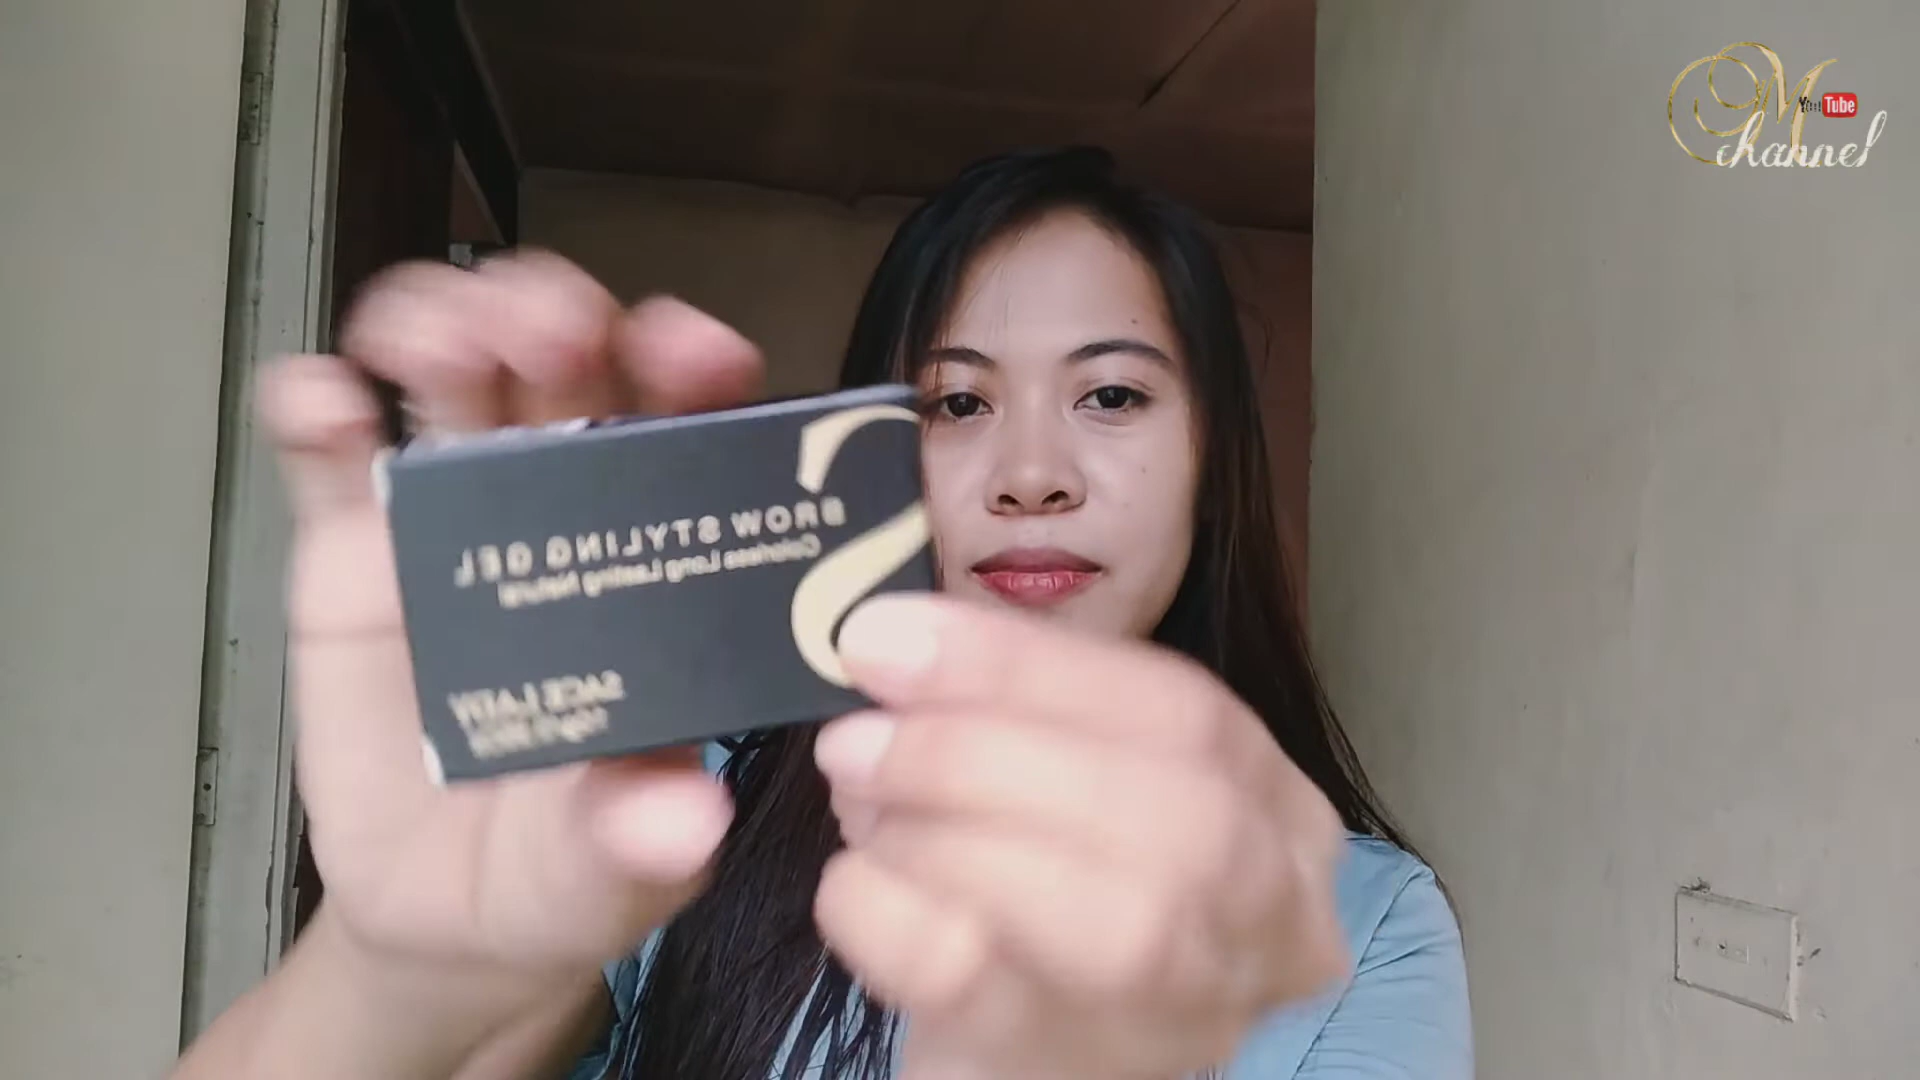 M
YouTube
Channel
BROW STYLING GEL
Colorless Long Lasting Natural
SACE LADY